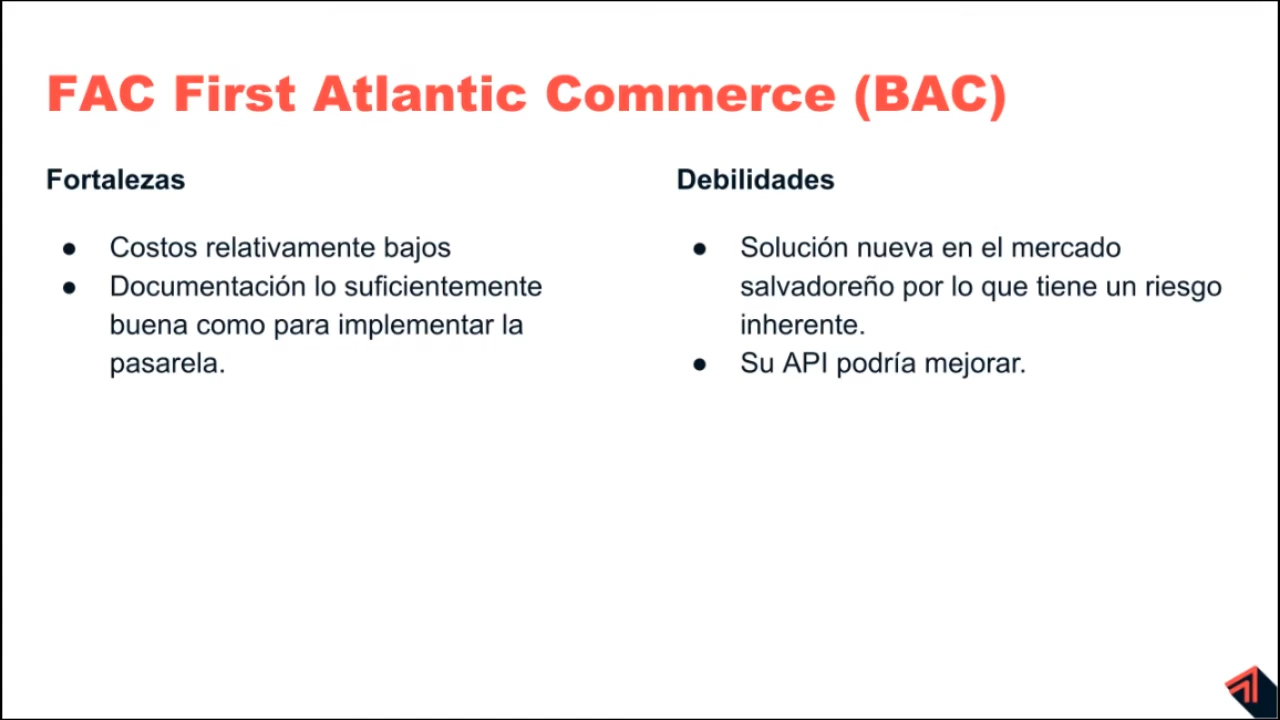 FAC First Atlantic Commerce (BAC)
Fortalezas
● Costos relativamente bajos
● Documentación lo suficientemente
buena como para implementar la
pasarela.
Debilidades
● Solución nueva en el mercado
salvadoreño por lo que tiene un riesgo
inherente.
● Su API podría mejorar.